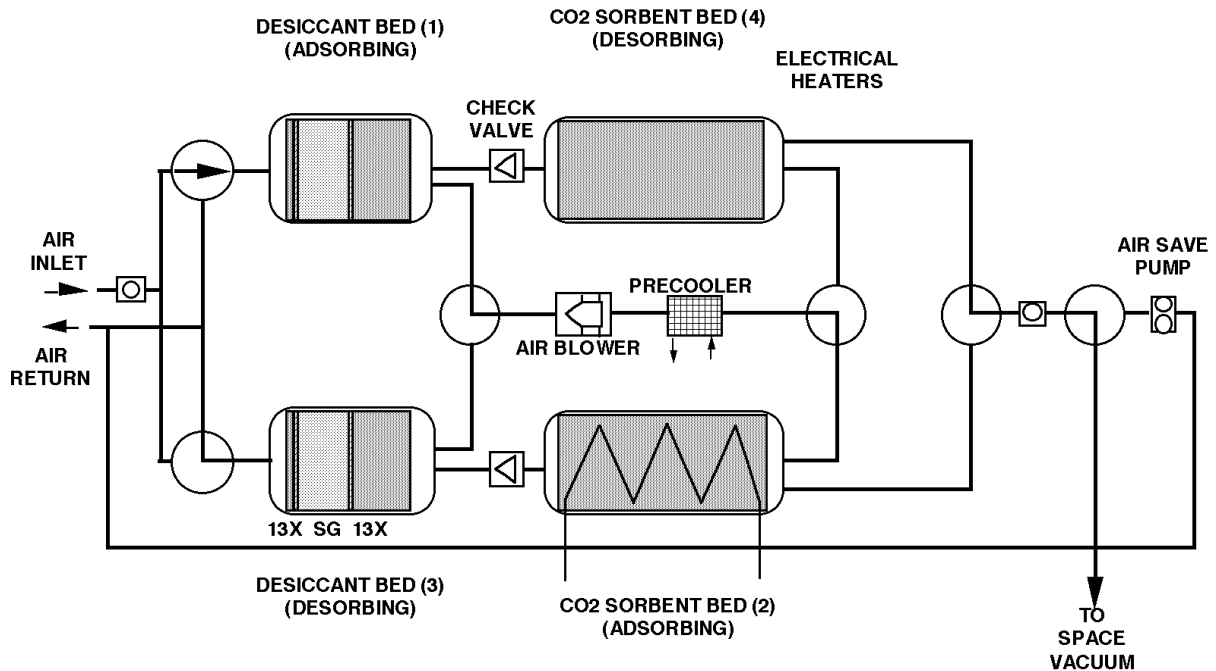 DESICCANT BED (1)
(ADSORBING)
CO2 SORBENT BED (4)
(DESORBING)
ELECTRICAL
HEATERS
CHECK
VALVE
AIR
INLET
AIR SAVE
PUMP
PRECOOLER
AIR BLOWER
AIR
RETURN
13X SG 13X
DESICCANT BED (3)
(DESORBING)
CO2 SORBENT BED (2)
(ADSORBING)
TO
SPACE
VACUUM